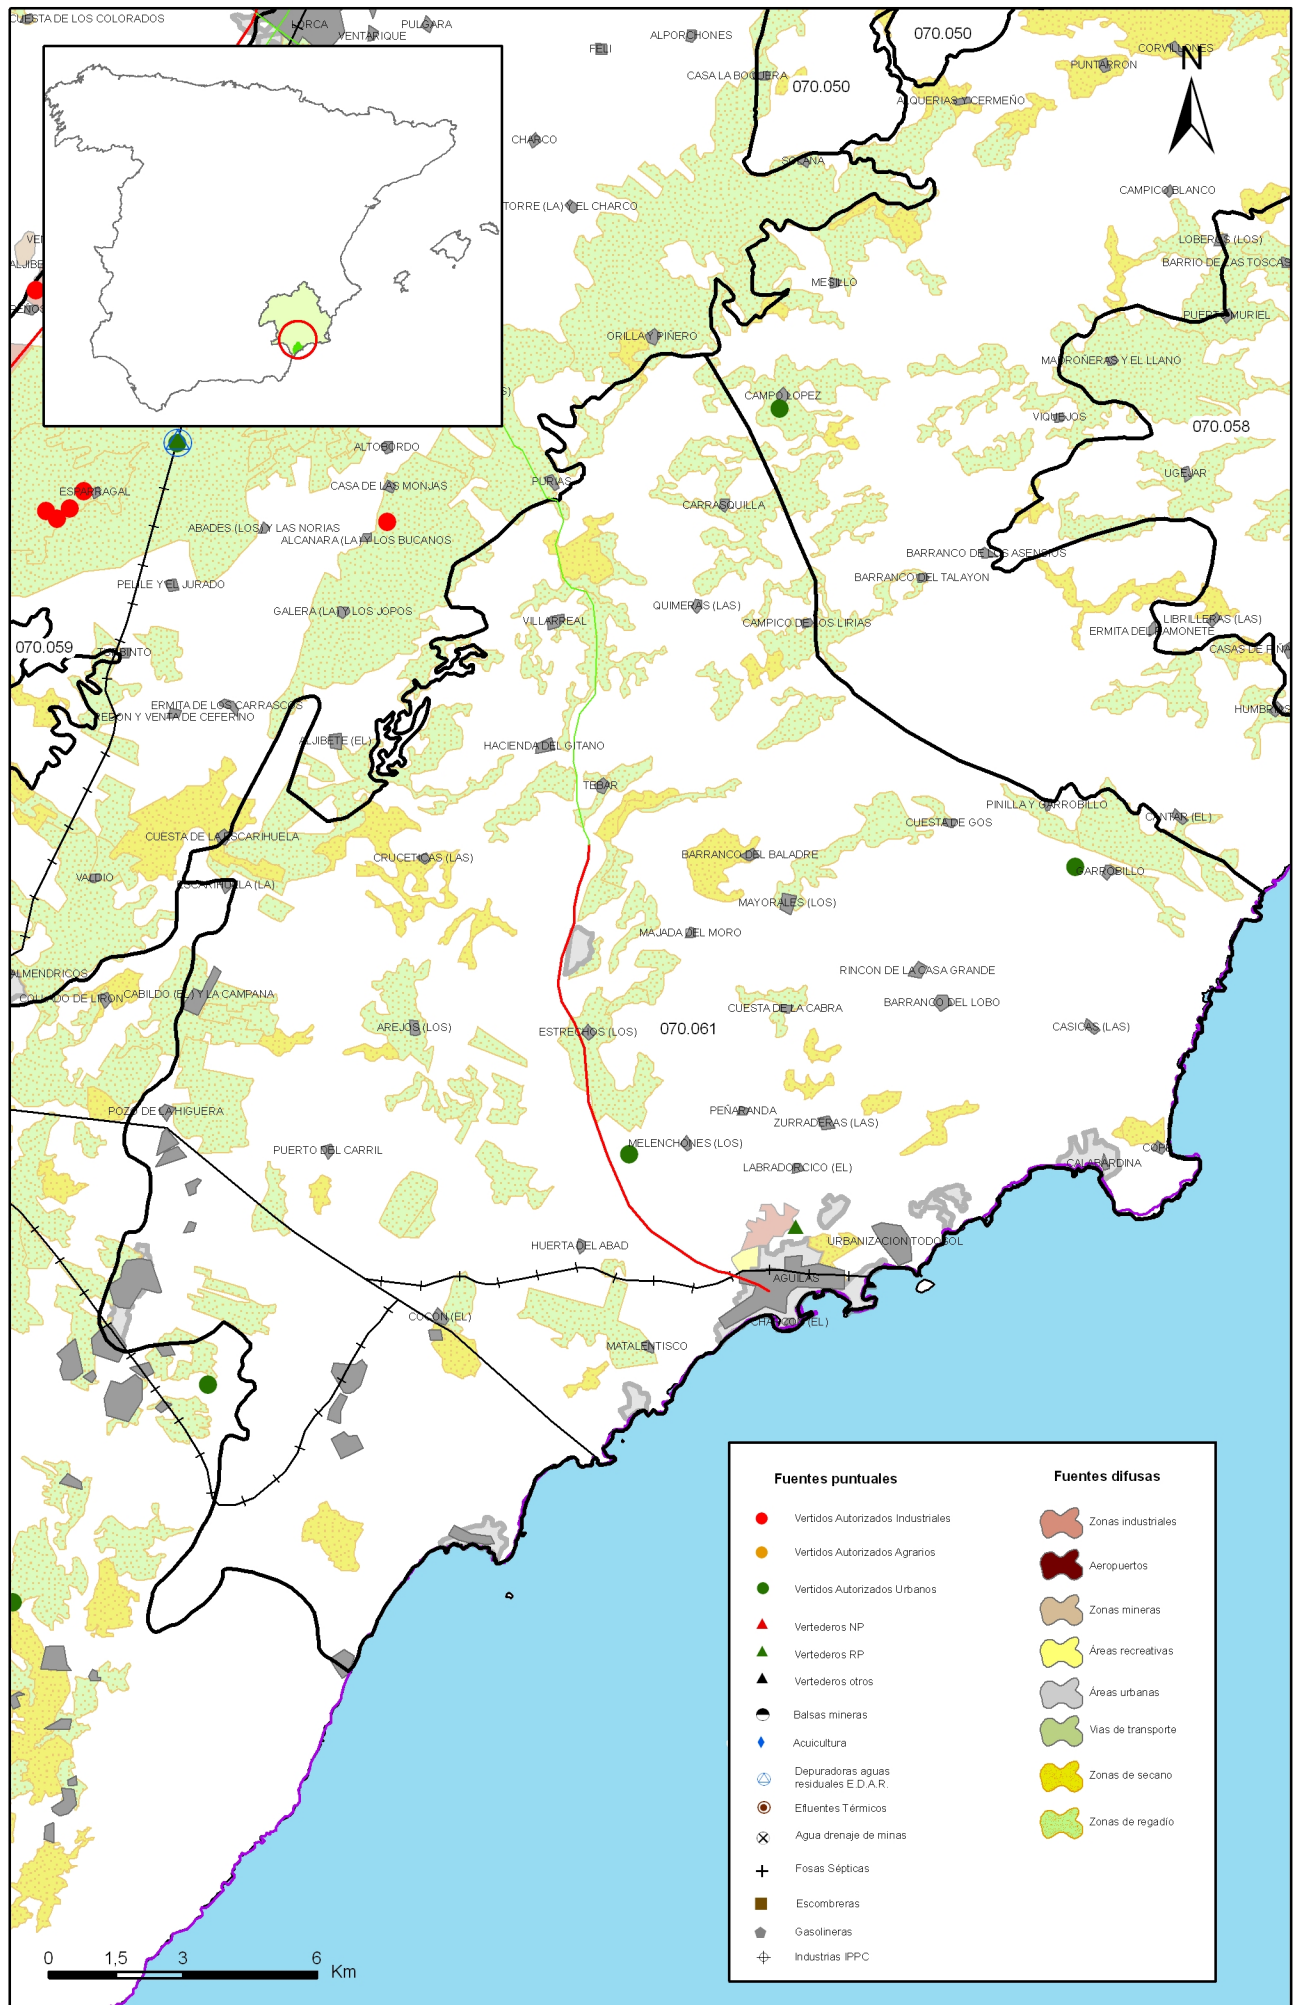 CUESTA DE LOS COLORADOS
LORCA
PULGARA
VENTARIQUE
FELI
ALPORCHONES
070.050
CORVILLONES
N
PUNTARRON
CASA LA BOQUERA
070.050
ALQUERIAS Y CERMEÑO
CHARCO
SOLANA
CAMPICO BLANCO
TORRE (LA) Y EL CHARCO
LOBEROS (LOS)
BARRIO DE LAS TOSCAS
MESILLO
PUERTO MURIEL
ORILLA Y PIÑERO
MADROÑERAS Y EL LLANO
CAMPO LOPEZ
VIQUEJOS
070.058
ALTOBORDO
UGEJAR
PURIAS
CASA DE LAS MONJAS
ESPARRAGAL
CARRASQUILLA
ABADES (LOS) Y LAS NORIAS
ALCANARA (LA) Y LOS BUCANOS
BARRANCO DE LOS ASENSIOS
BARRANCO DEL TALAYON
PELILE Y EL JURADO
GALERA (LA) Y LOS JOPOS
QUIMERAS (LAS)
VILLARREAL
CAMPICO DE LOS LIRIAS
LIBRILLERAS (LAS)
ERMITA DEL RAMONETE
070.059
TORBINTO
CASAS DE PIÑA
ERMITA DE LOS CARRASCOS
REDON Y VENTA DE CEFERINO
HUMBRIAS
ALJIBETE (EL)
HACIENDA DEL GITANO
TEBAR
PINILLA Y GARROBILLO
CANTAR (EL)
CUESTA DE GOS
CUESTA DE LA ESCARIHUELA
CRUCETICAS (LAS)
BARRANCO DEL BALADRE
GARROBILLO
VALDIO
ESCARIHUELA (LA)
MAYORALES (LOS)
MAJADA DEL MORO
ALMENDRICOS
RINCON DE LA CASA GRANDE
COLLADO DE LIRON
CABILDO (EL) Y LA CAMPANA
BARRANCO DEL LOBO
CUESTA DE LA CABRA
AREJOS (LOS)
ESTRECHOS (LOS)
070.061
CASICAS (LAS)
POZO DE LA HIGUERA
PEÑARANDA
ZURRADERAS (LAS)
PUERTO DEL CARRIL
MELENCHONES (LOS)
COPE
CALABARDINA
LABRADORCICO (EL)
HUERTA DEL ABAD
URBANIZACION TODOSOL
AGUILAS
COCON (EL)
MATALENTISCO
Fuentes puntuales
Vertidos Autorizados Industriales
Vertidos Autorizados Agrarios
Vertidos Autorizados Urbanos
Vertederos NP
Vertederos RP
Vertederos otros
Balsas mineras
Acuicultura
Depuradoras aguas
residuales E.D.A.R.
Efluentes Térmicos
Agua drenaje de minas
Fosas Sépticas
Escombreras
Gasolineras
Industrias IPPC
Fuentes difusas
Zonas industriales
Aeropuertos
Zonas mineras
Áreas recreativas
Áreas urbanas
Vias de transporte
Zonas de secano
Zonas de regadío
0 1,5 3 6
Km